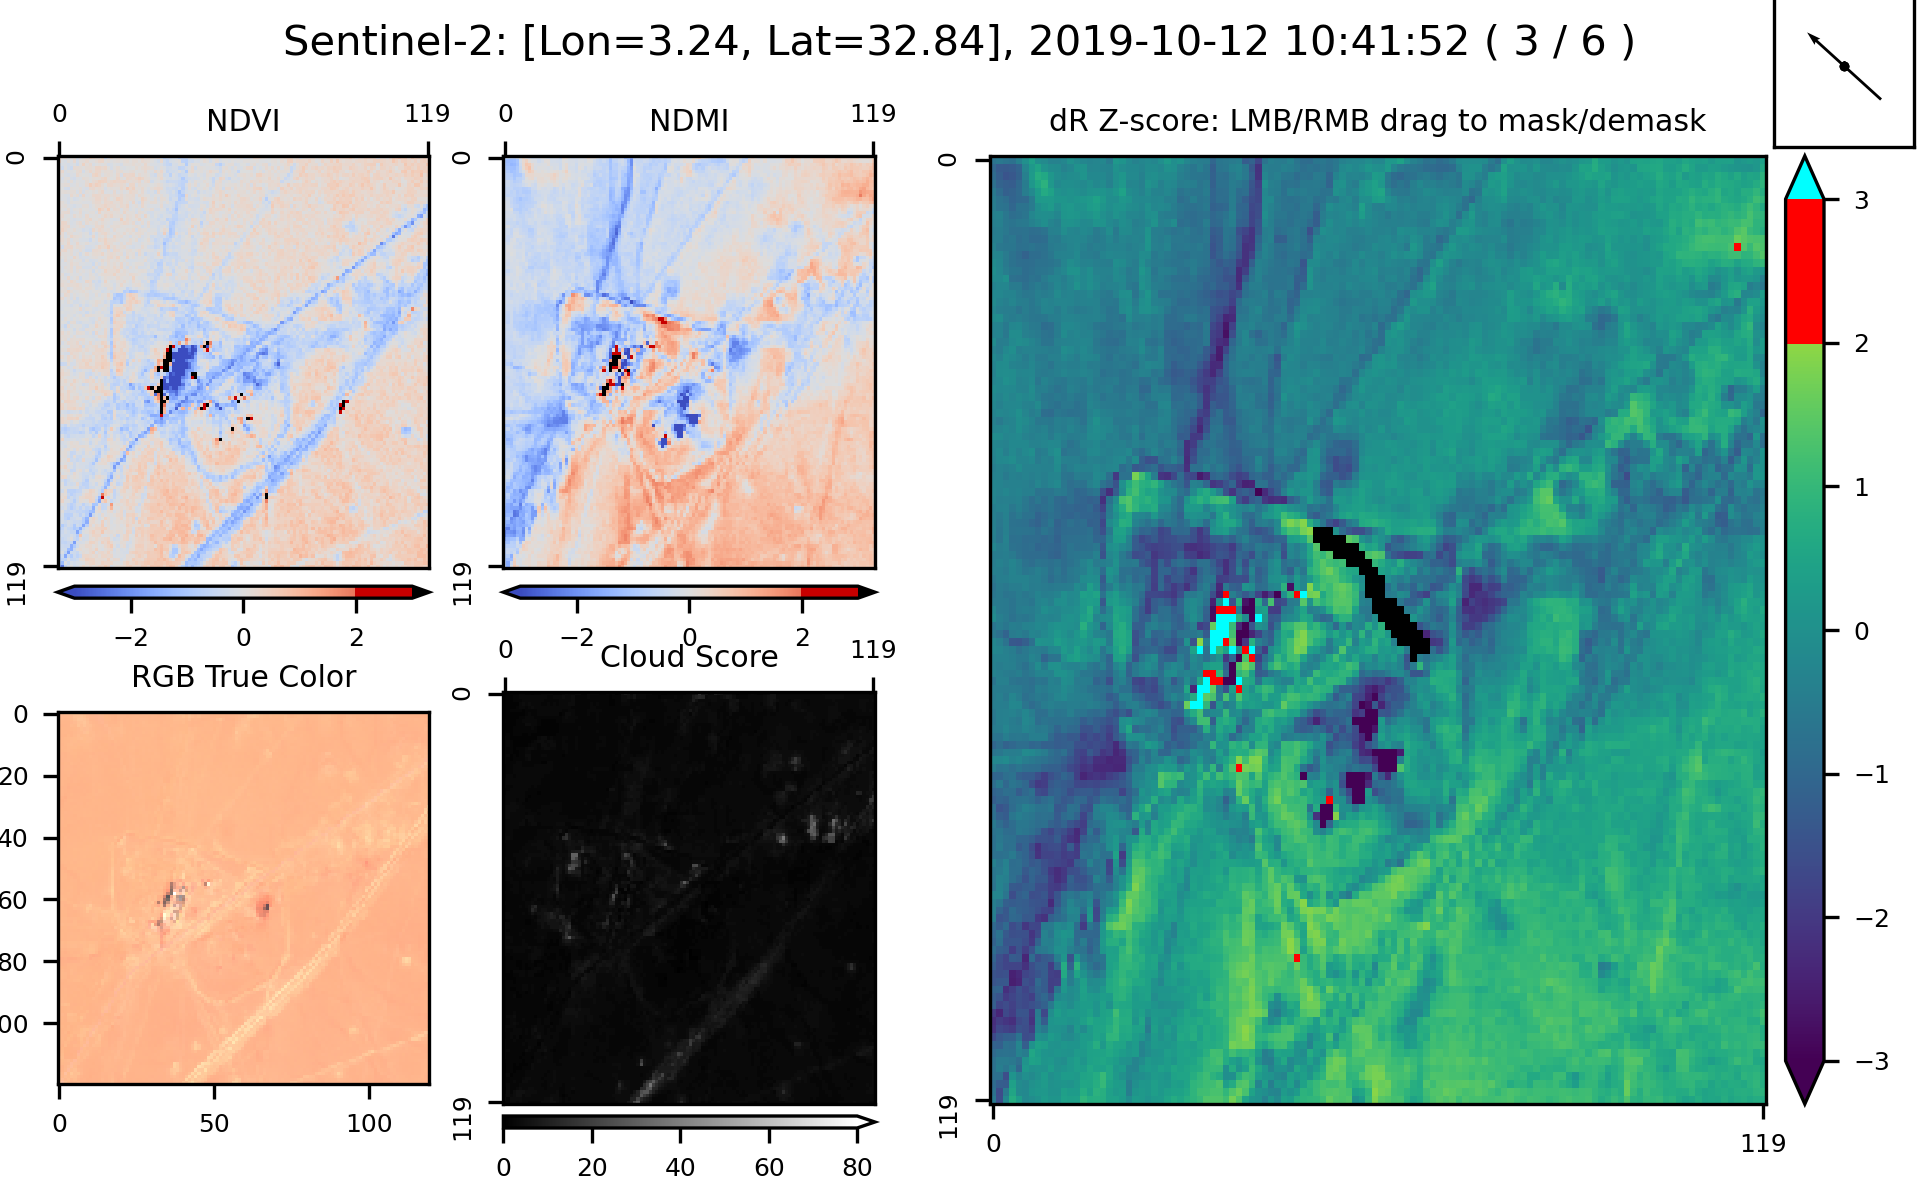 Sentinel-2: [Lon=3.24, Lat=32.84], 2019-10-12 10:41:52 ( 3 / 6 )
0 NDVI 119
0
119
−2 0 2
0 NDMI 119
0
119
−2 0 2
dR Z-score: LMB/RMB drag to mask/demask
0
119
0 119
3
2
1
0
−1
−2
−3
RGB True Color
0
20
40
60
80
00
0 50 100
0 Cloud Score 119
0
119
0 20 40 60 80